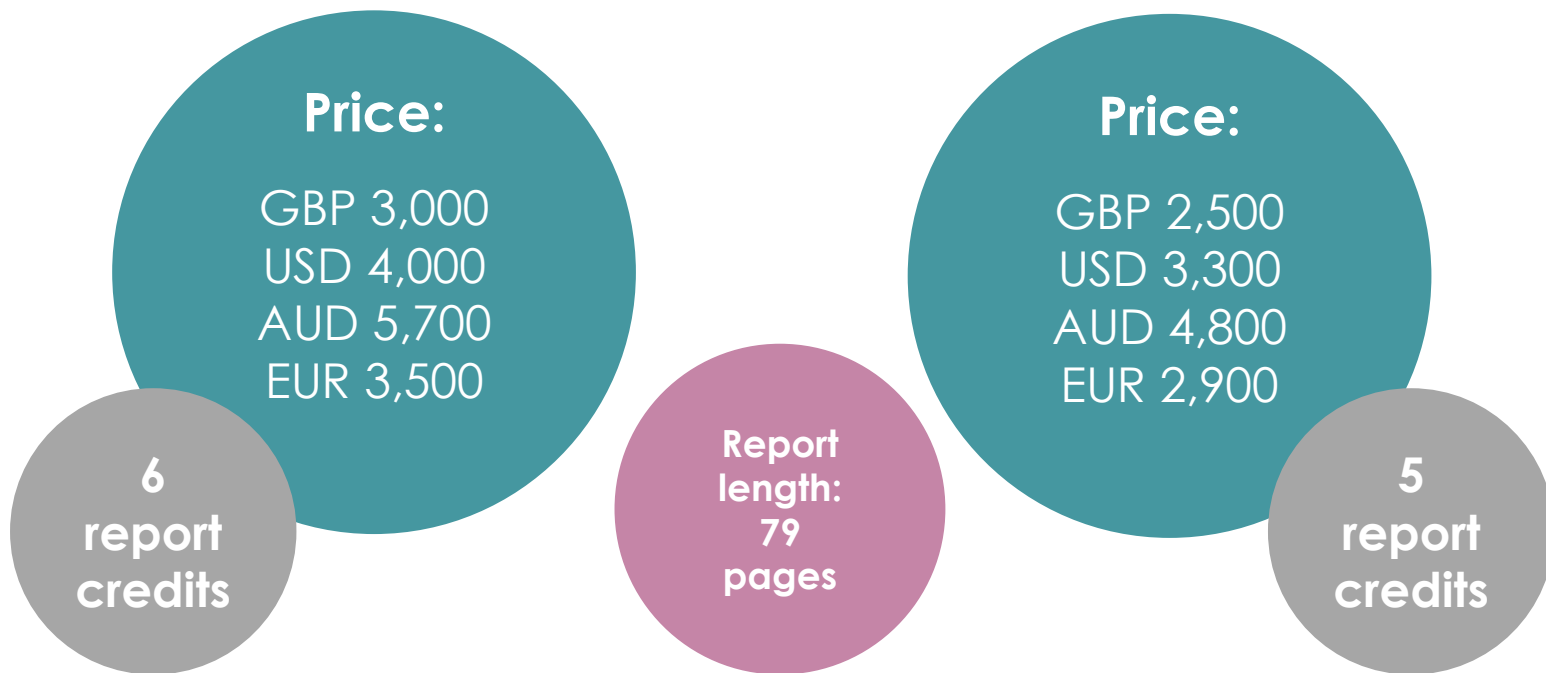 Price:
GBP 3,000
USD 4,000
AUD 5,700
EUR 3,500
6
report
credits
Report
length:
79
pages
Price:
GBP 2,500
USD 3,300
AUD 4,800
EUR 2,900
5
report
credits